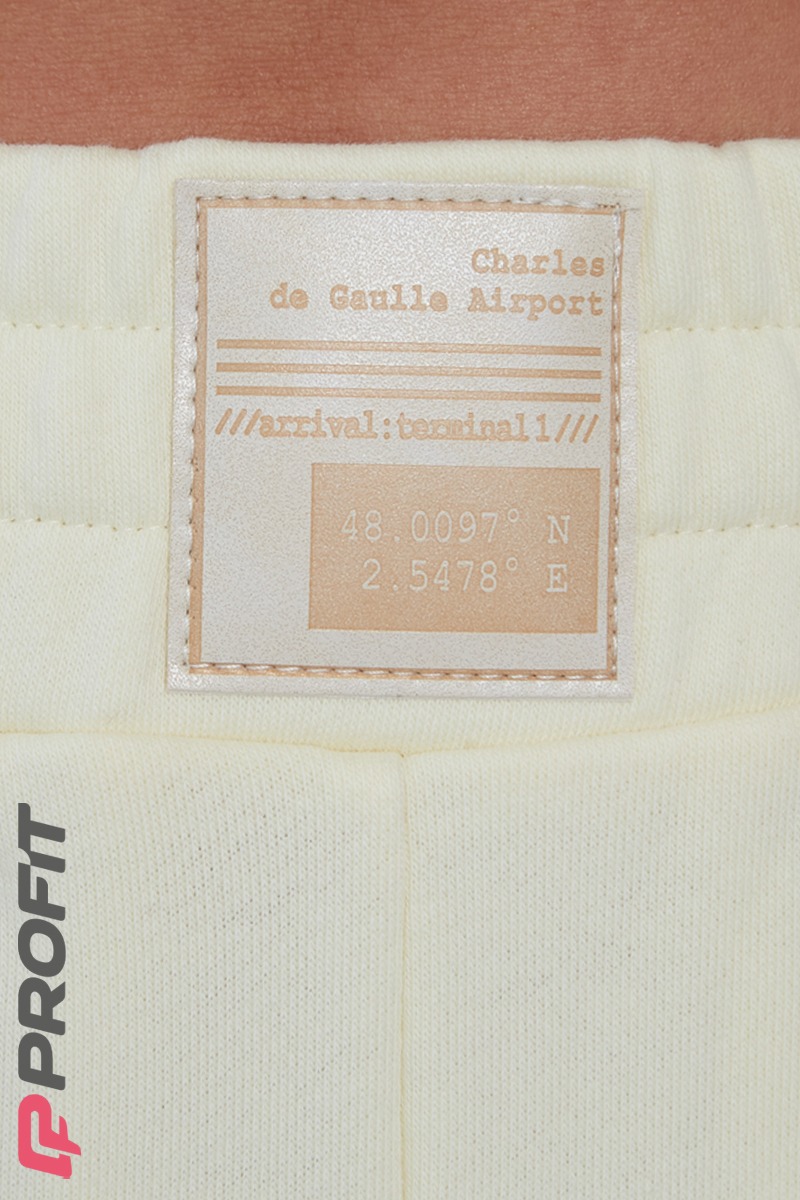 Charles
de Gaulle Airport
///arrival:terminal1///
48.0097° N
2.5478° E
PROFIT